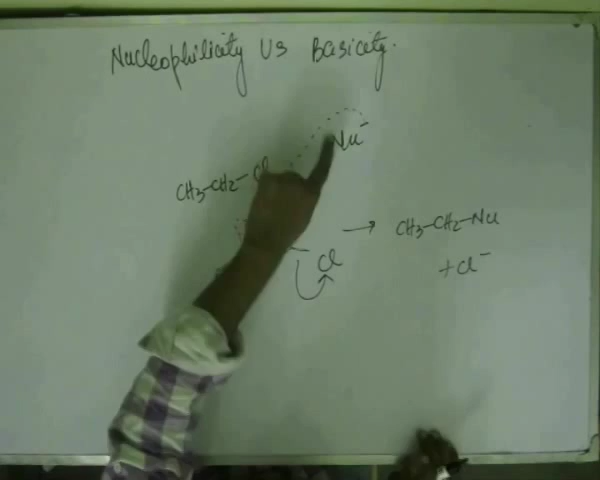 Nucleophilicity Vs Basicity.
Nu⁻
CH3-CH2-Cl
→ CH3-CH2-Nu
Cl
+ Cl⁻